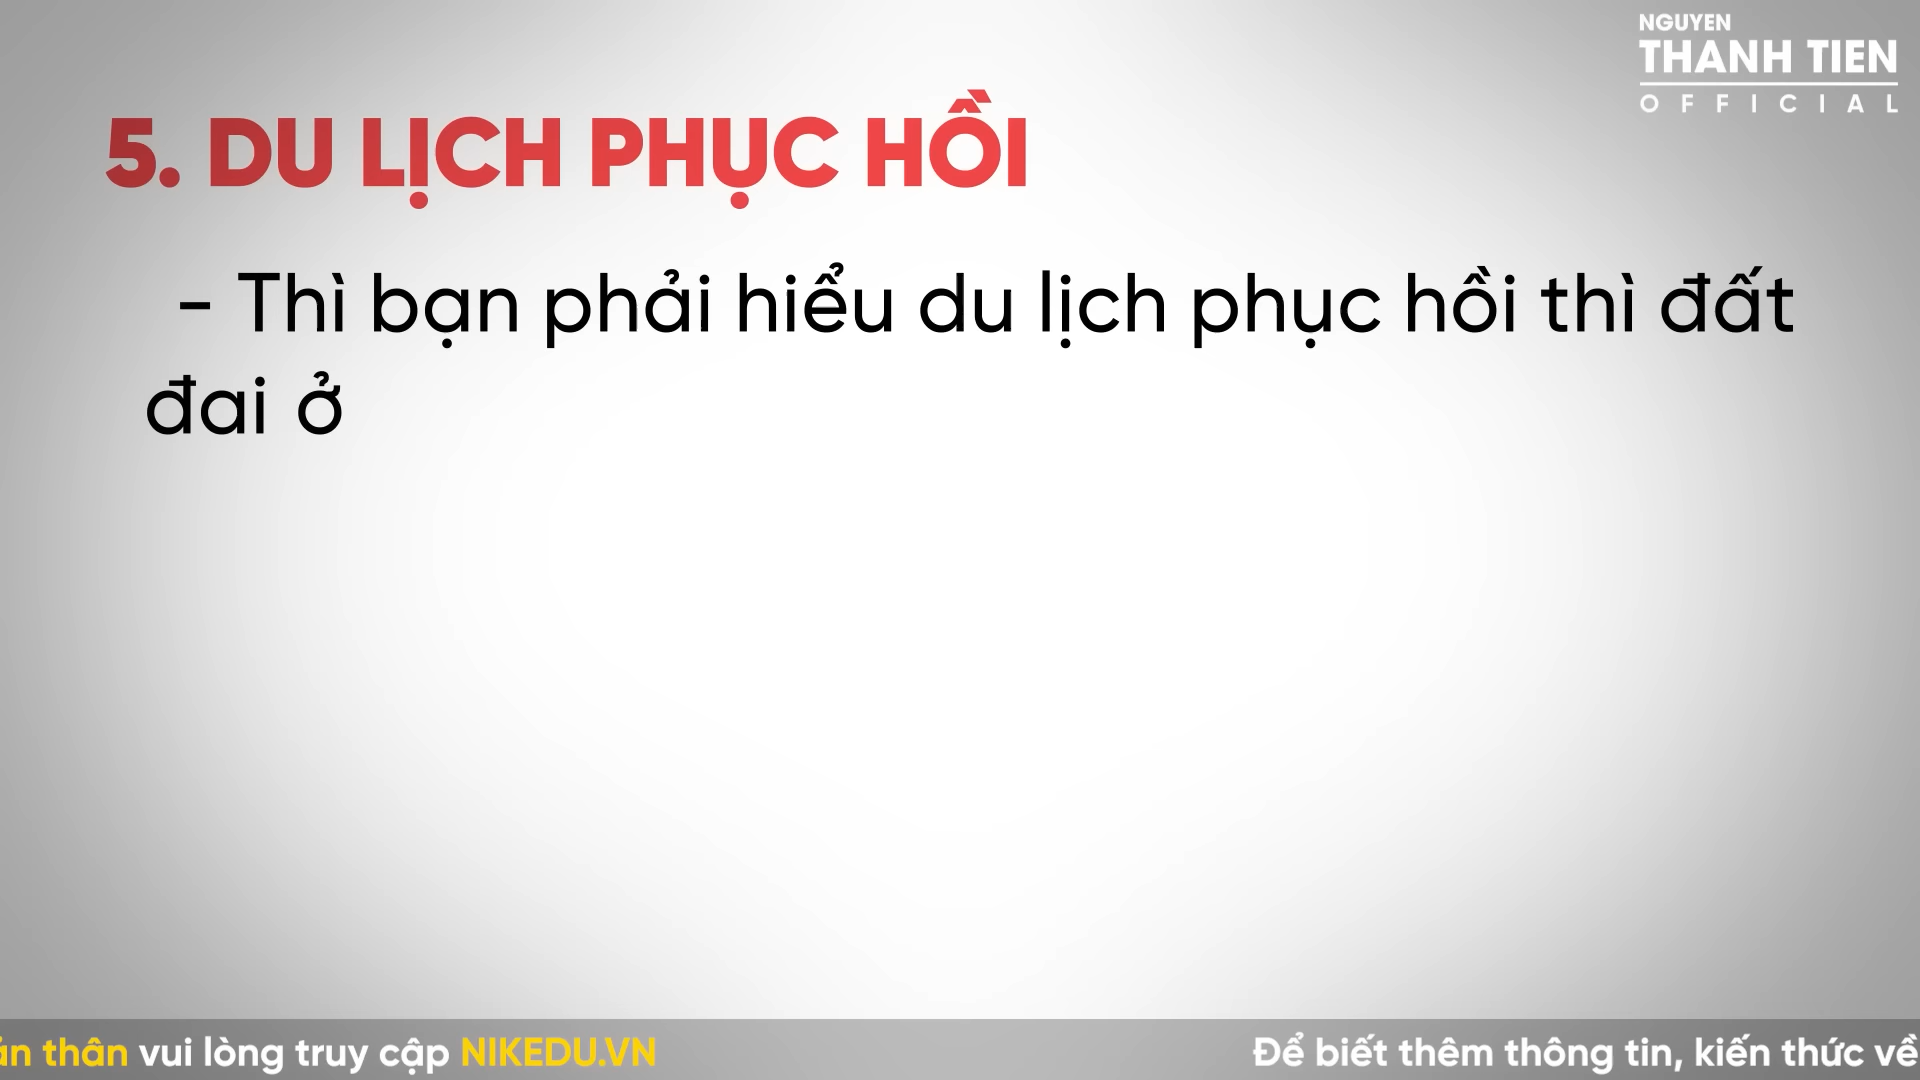 NGUYEN
THANH TIEN
OFFICIAL
5. DU LỊCH PHỤC HỒI
- Thì bạn phải hiểu du lịch phục hồi thì đất
đai ở
thân vui lòng truy cập NIKEDU.VN
Để biết thêm thông tin, kiến thức về